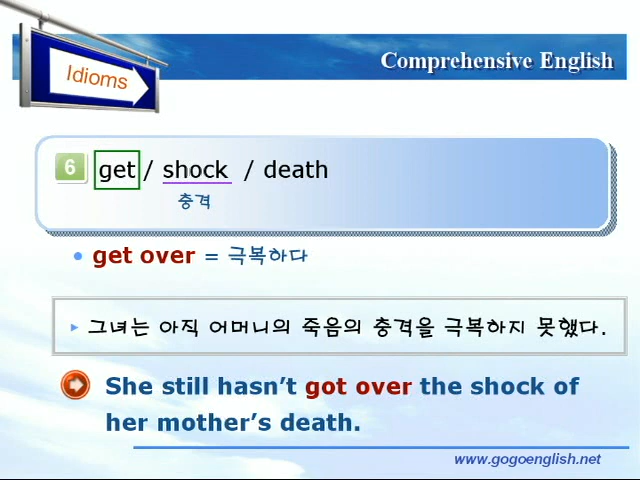 Idioms
Comprehensive English
6 get / shock / death
충격
• get over = 극복하다
▸ 그녀는 아직 어머니의 죽음의 충격을 극복하지 못했다.
She still hasn’t got over the shock of
her mother’s death.
www.gogoenglish.net